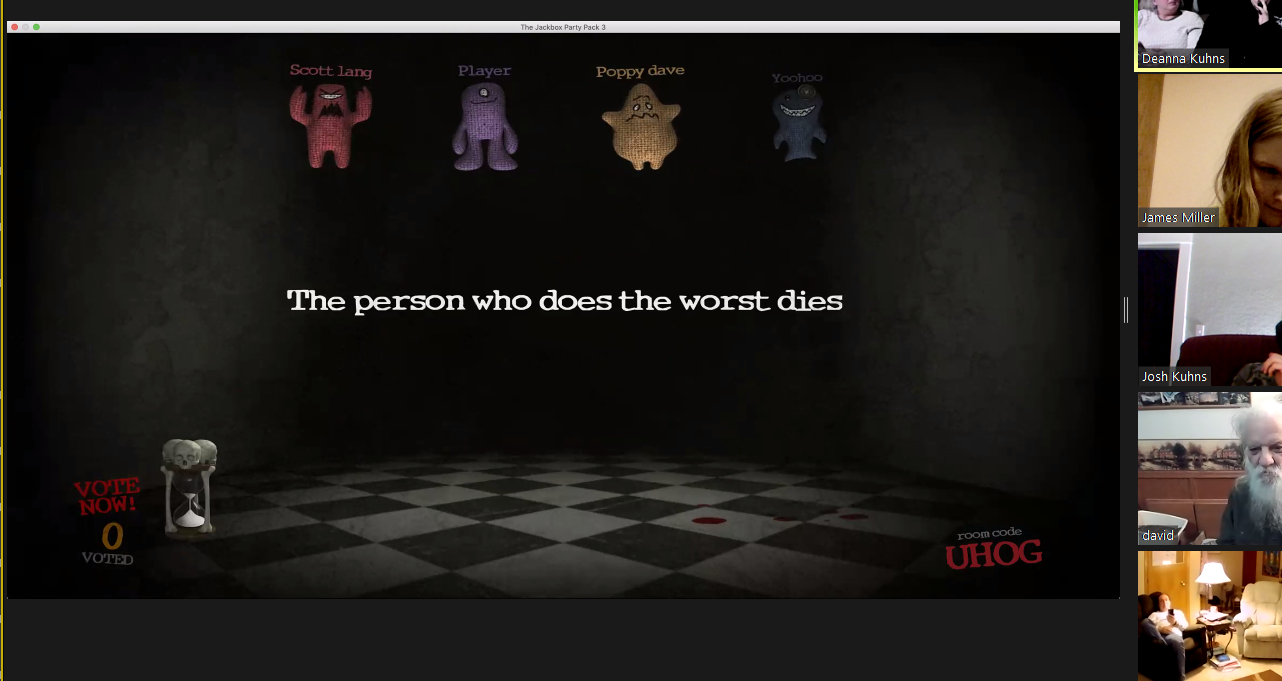 The Jackbox Party Pack 3
Scott lang
Player
Poppy dave
Yoohoo
The person who does the worst dies
VOTE
NOW!
0
VOTED
room code
UHOG
Deanna Kuhns
James Miller
Josh Kuhns
david